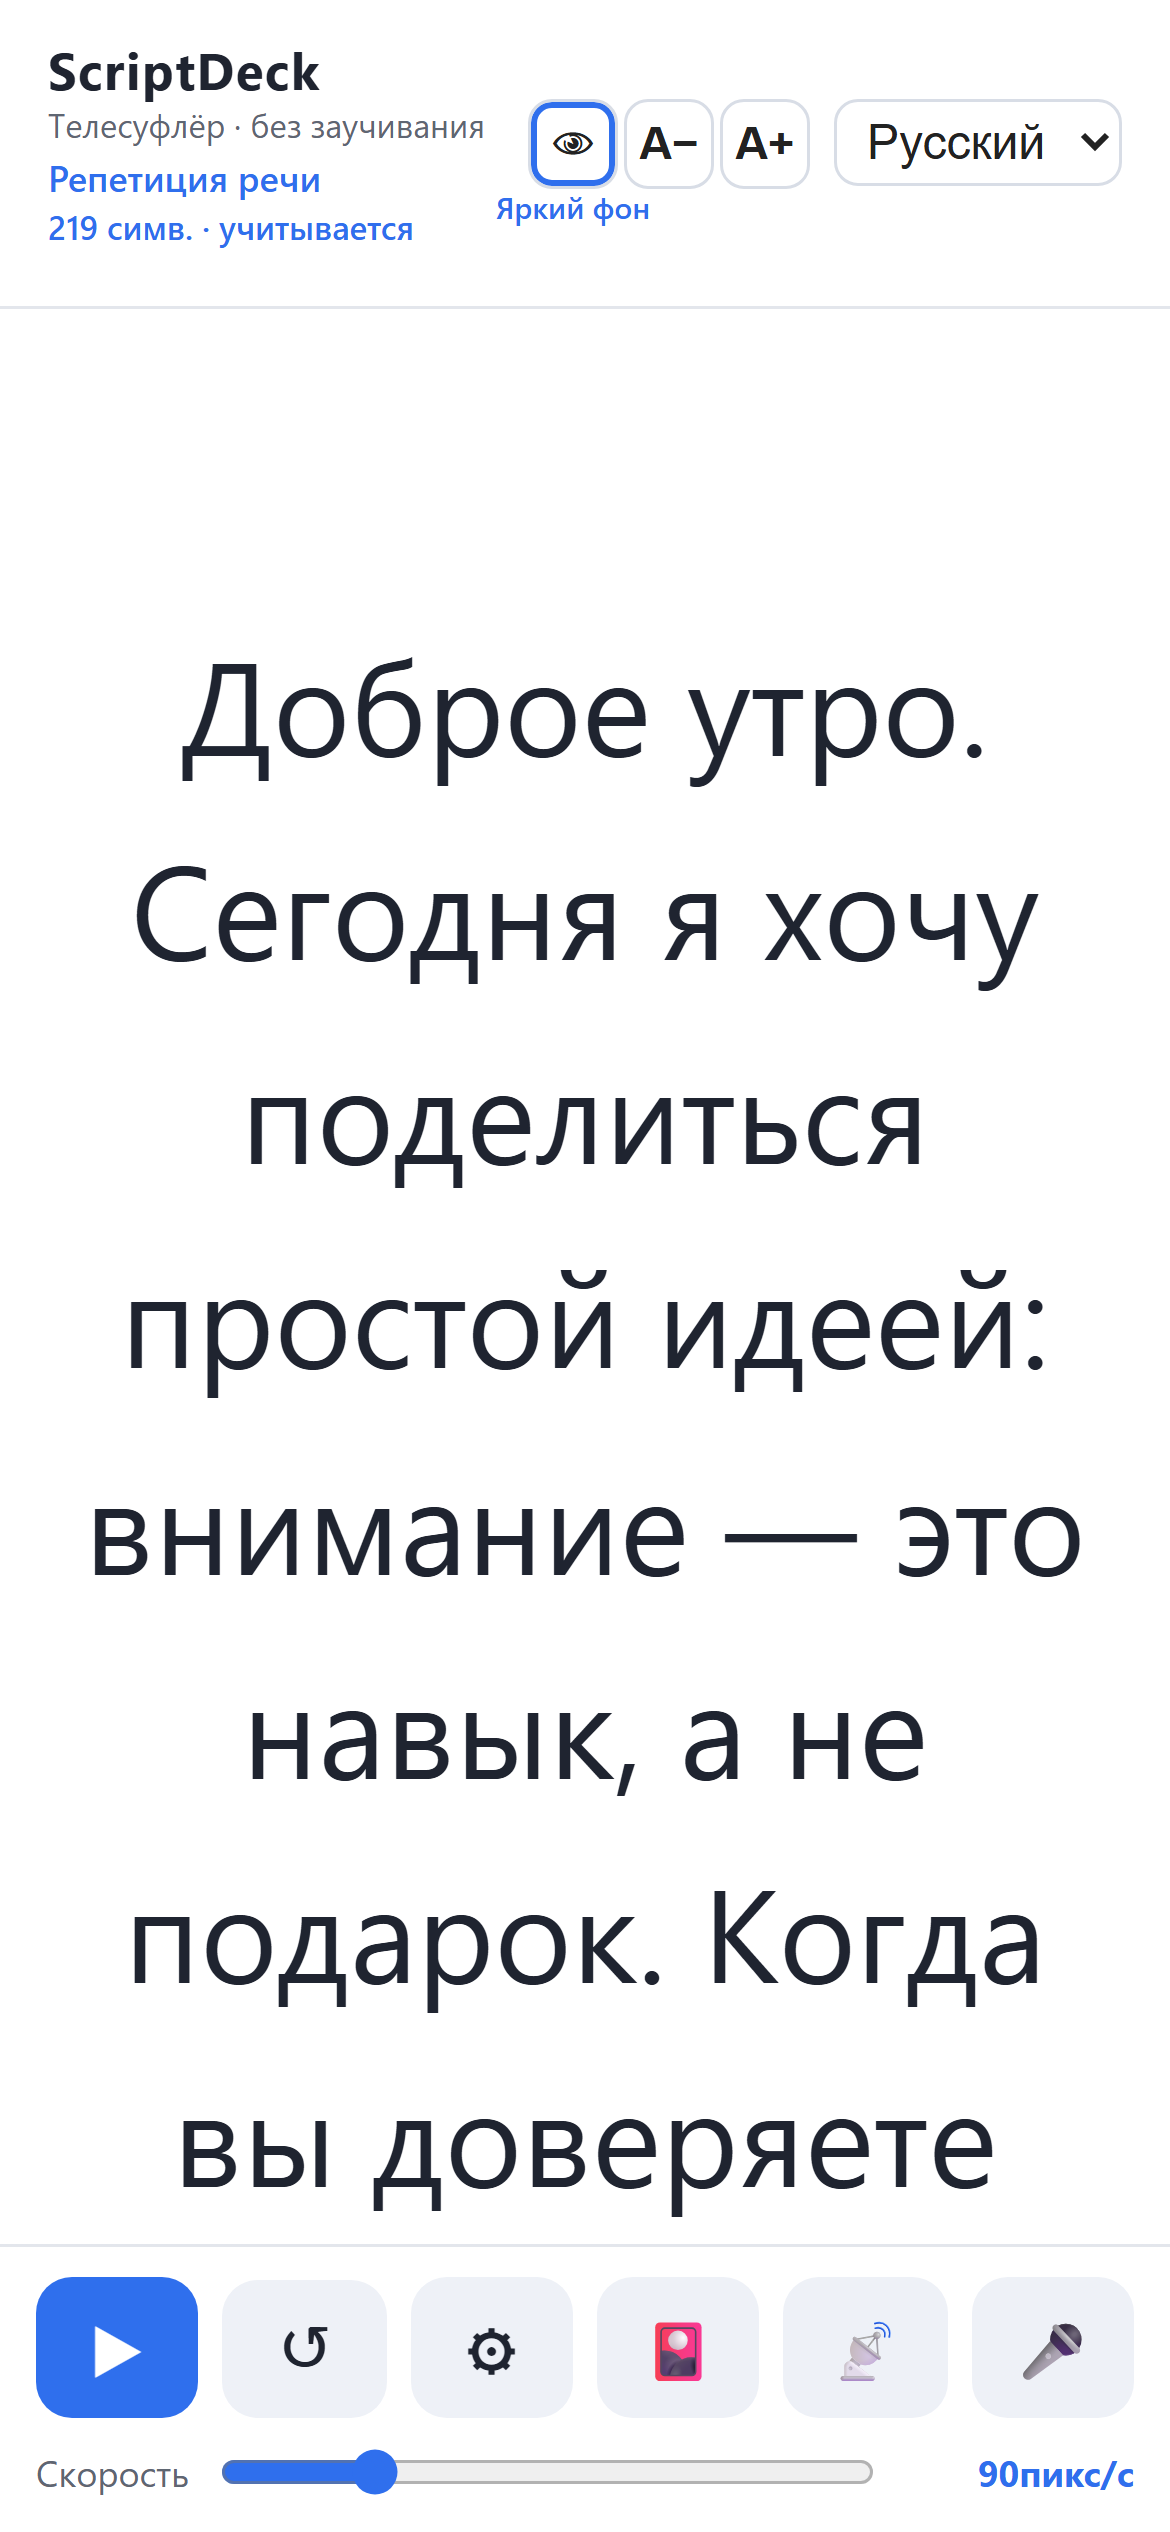 ScriptDeck
Телесуфлёр · без заучивания
Репетиция речи
219 симв. · учитывается
A− A+
Русский
Яркий фон
Доброе утро.
Сегодня я хочу
поделиться
простой идеей:
внимание — это
навык, а не
подарок. Когда
вы доверяете
Скорость
90пикс/с